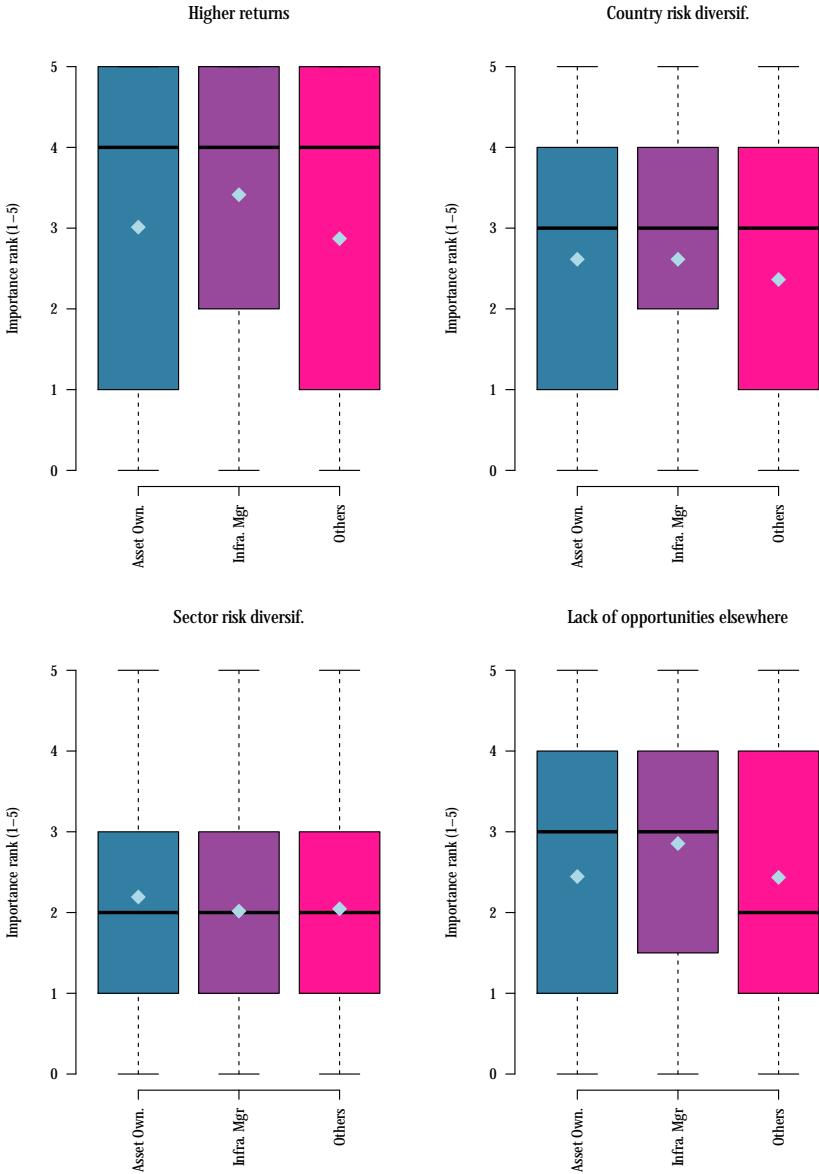 Higher returns
Importance rank (1−5)
5
4
3
2
1
0
Asset Own.
Infra. Mgr
Others
Country risk diversif.
Importance rank (1−5)
5
4
3
2
1
0
Asset Own.
Infra. Mgr
Others
Sector risk diversif.
Importance rank (1−5)
5
4
3
2
1
0
Asset Own.
Infra. Mgr
Others
Lack of opportunities elsewhere
Importance rank (1−5)
5
4
3
2
1
0
Asset Own.
Infra. Mgr
Others